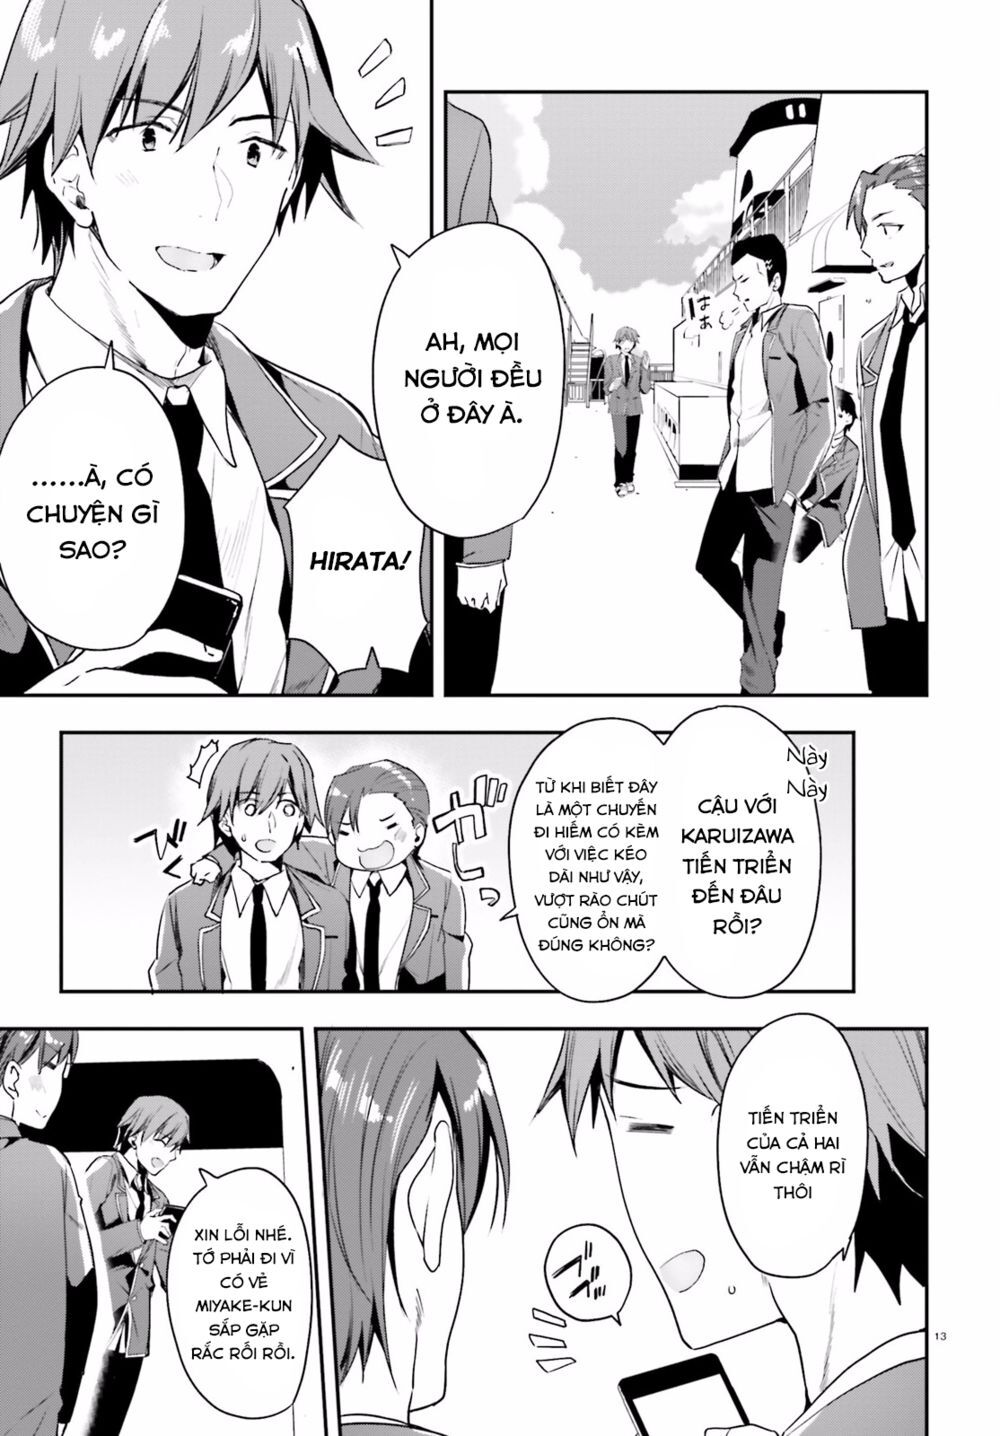 AH, MỌI
NGƯỜI ĐỀU
Ở ĐÂY À.
はぁ
HIRATA!
……À, CÓ
CHUYỆN GÌ
SAO?
Này
Này
CẬU VỚI
KARUIZAWA
TIẾN TRIỂN
ĐẾN ĐÂU
RỒI?
TỪ KHI BIẾT ĐÂY
LÀ MỘT CHUYẾN
ĐI HIẾM CÓ KÈM
VỚI VIỆC KÉO
DÀI NHƯ VẬY,
VƯỢT RÀO CHÚT
CŨNG ỔN MÀ
ĐÚNG KHÔNG?
TIẾN TRIỂN
CỦA CẢ HAI
VẪN CHẬM RÌ
THÔI
XIN LỖI NHÉ.
TỚ PHẢI ĐI VÌ
CÓ VẺ
MIYAKE-KUN
SẮP GẶP
RẮC RỐI RỒI.
13